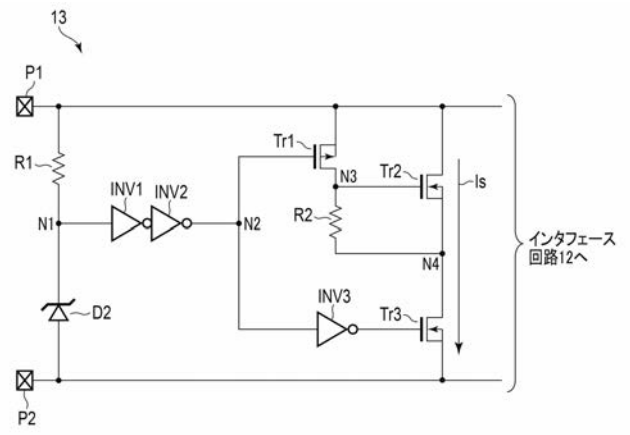 13
P1
Tr1
R1
INV1
INV2
N3
Tr2
Is
N1
N2
R2
N4
インタフェース
回路12へ
D2
INV3
Tr3
P2